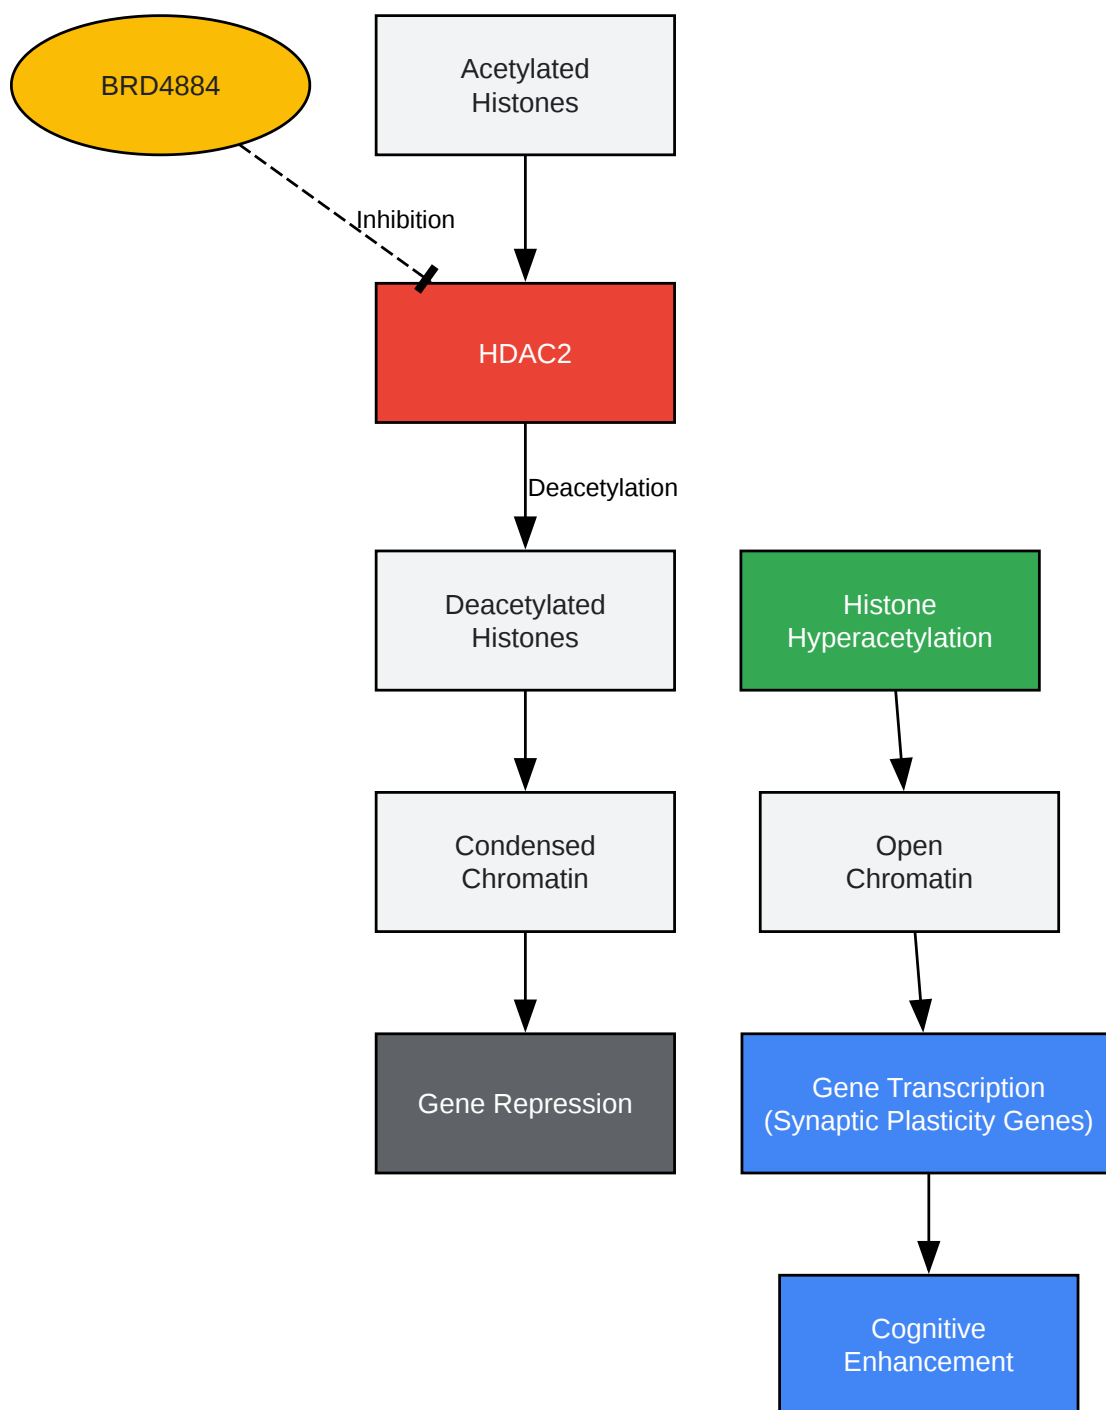 BRD4884
Acetylated
Histones
Inhibition
HDAC2
Deacetylation
Deacetylated
Histones
Histone
Hyperacetylation
Condensed
Chromatin
Open
Chromatin
Gene Repression
Gene Transcription
(Synaptic Plasticity Genes)
Cognitive
Enhancement